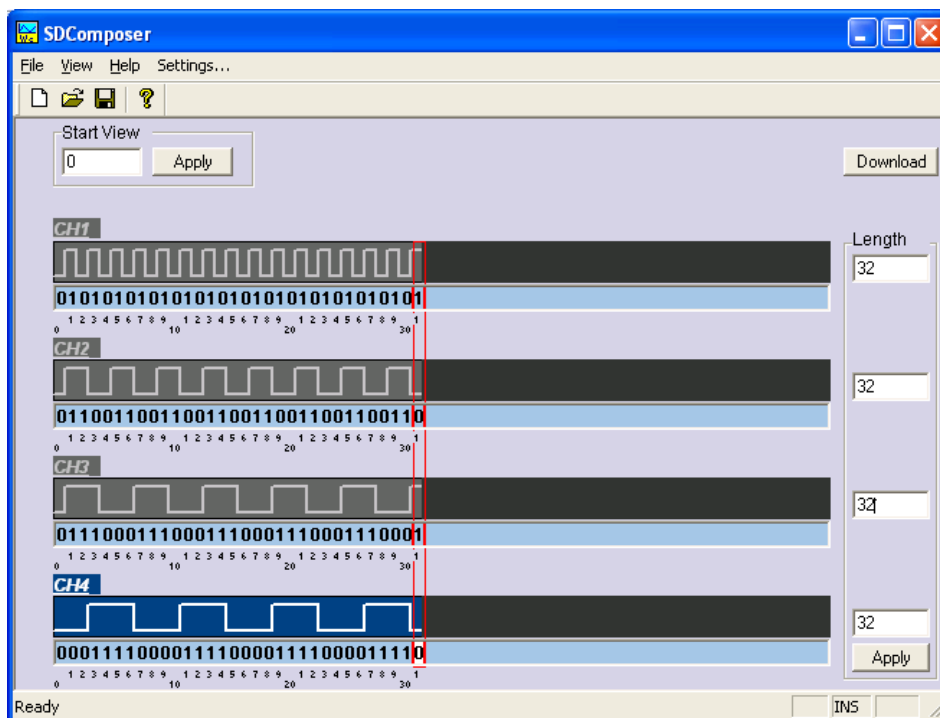 SDComposer
File View Help Settings...
Start View
0 Apply
Download
CH1
Length
32
01010101010101010101010101010101
0 1 2 3 4 5 6 7 8 9 10 1 2 3 4 5 6 7 8 9 20 1 2 3 4 5 6 7 8 9 30 1
CH2
32
01100110011001100110011001100110
0 1 2 3 4 5 6 7 8 9 10 1 2 3 4 5 6 7 8 9 20 1 2 3 4 5 6 7 8 9 30 1
CH3
32
01110001110001110001110001110001
0 1 2 3 4 5 6 7 8 9 10 1 2 3 4 5 6 7 8 9 20 1 2 3 4 5 6 7 8 9 30 1
CH4
32
00011110000111100001111000011110
Apply
0 1 2 3 4 5 6 7 8 9 10 1 2 3 4 5 6 7 8 9 20 1 2 3 4 5 6 7 8 9 30 1
Ready
INS